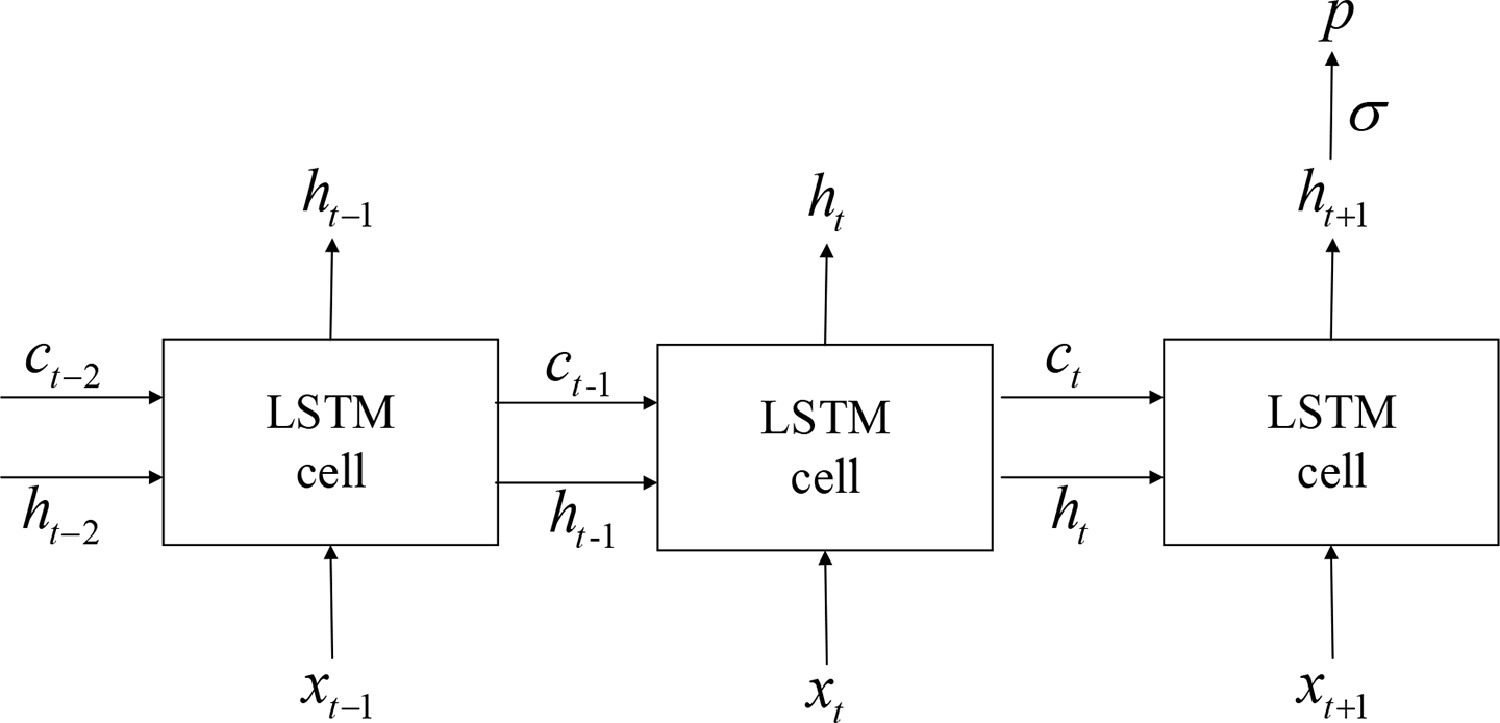 p
σ
h_{t-1}
h_t
h_{t+1}
c_{t-2}
c_{t-1}
c_t
LSTM
cell
LSTM
cell
LSTM
cell
h_{t-2}
h_{t-1}
h_t
x_{t-1}
x_t
x_{t+1}